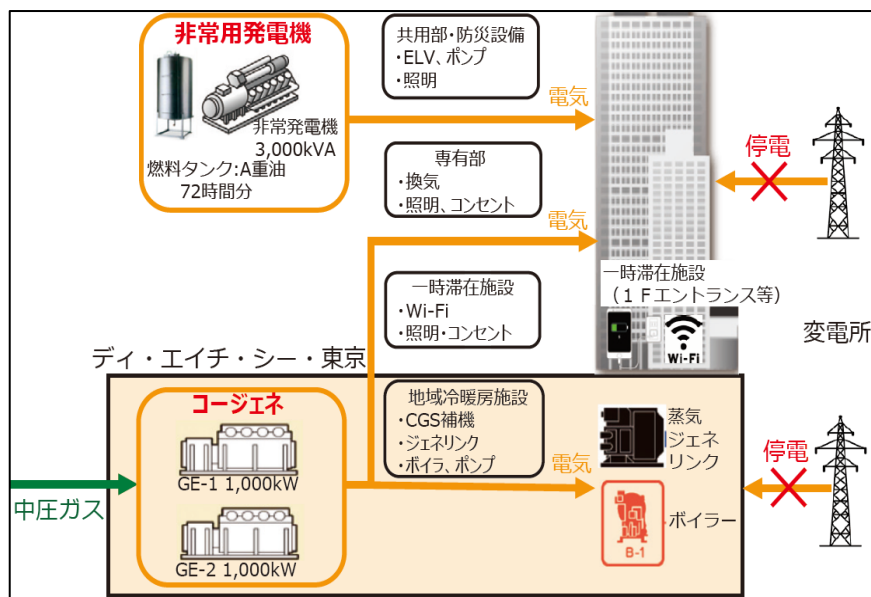 非常用発電機
非常発電機
3,000kVA
燃料タンク:A重油
72時間分
共用部・防災設備
・ELV、ポンプ
・照明
電気
専有部
・換気
・照明、コンセント
電気
停電
一時滞在施設
・Wi-Fi
・照明・コンセント
一時滞在施設
（１Ｆエントランス等）
Wi-Fi
変電所
ディ・エイチ・シー・東京
コージェネ
GE-1 1,000kW
GE-2 1,000kW
中圧ガス
地域冷暖房施設
・CGS補機
・ジェネリンク
・ボイラ、ポンプ
電気
蒸気
ジェネ
リンク
B-1
ボイラー
停電